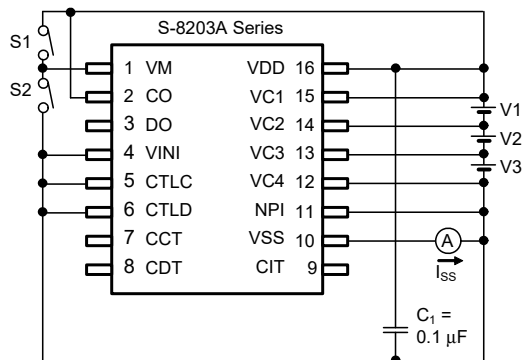 S-8203A Series
S1
S2
1 VM
2 CO
3 DO
4 VINI
5 CTLC
6 CTLD
7 CCT
8 CDT
VDD 16
VC1 15
VC2 14
VC3 13
VC4 12
NPI 11
VSS 10
CIT 9
V1
V2
V3
A
ISS
C1 =
0.1 μF